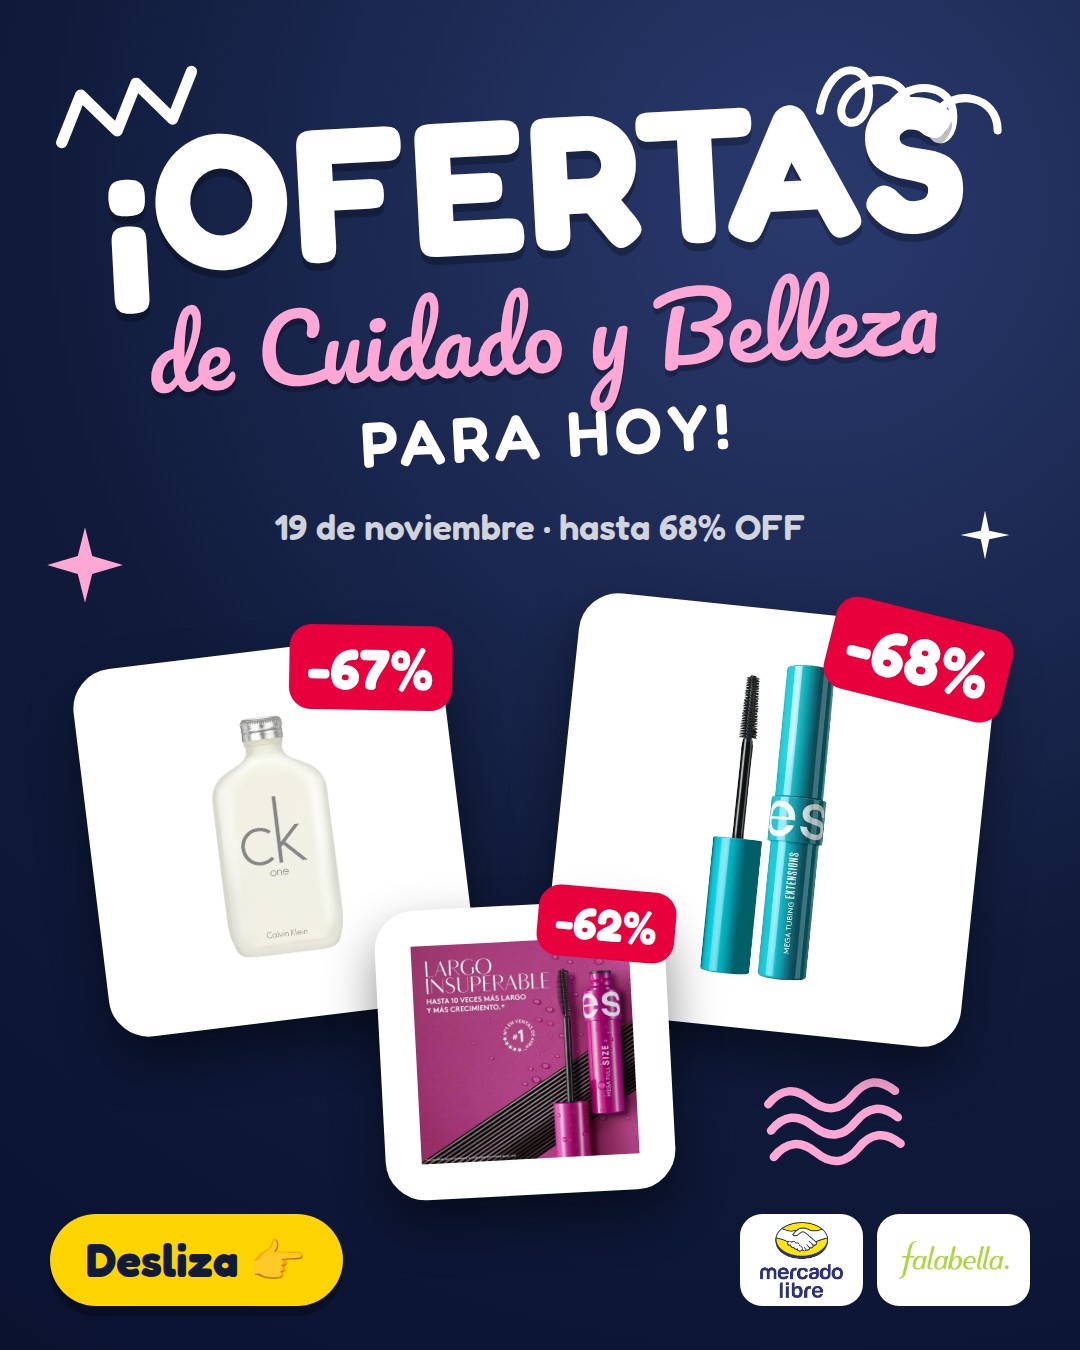 ¡OFERTAS
de Cuidado y Belleza
PARA HOY!
19 de noviembre · hasta 68% OFF
-67%
-68%
ck
one
Calvin Klein
es
MEGA TUBING EXTENSIONS
-62%
LARGO
INSUPERABLE
HASTA 10 VECES MÁS LARGO
Y MÁS CRECIMIENTO.*
#1
es
MEGA FULL SIZE
Desliza 👉
mercado
libre
falabella.